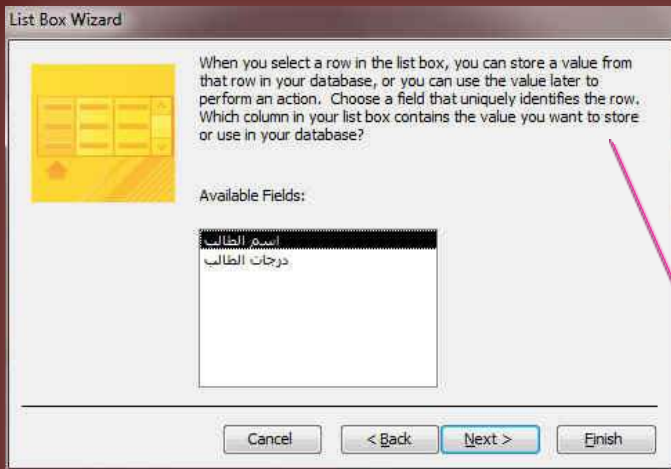 List Box Wizard
When you select a row in the list box, you can store a value from
that row in your database, or you can use the value later to
perform an action. Choose a field that uniquely identifies the row.
Which column in your list box contains the value you want to store
or use in your database?
Available Fields:
اسم الطالب
درجات الطالب
Cancel
< Back
Next >
Finish